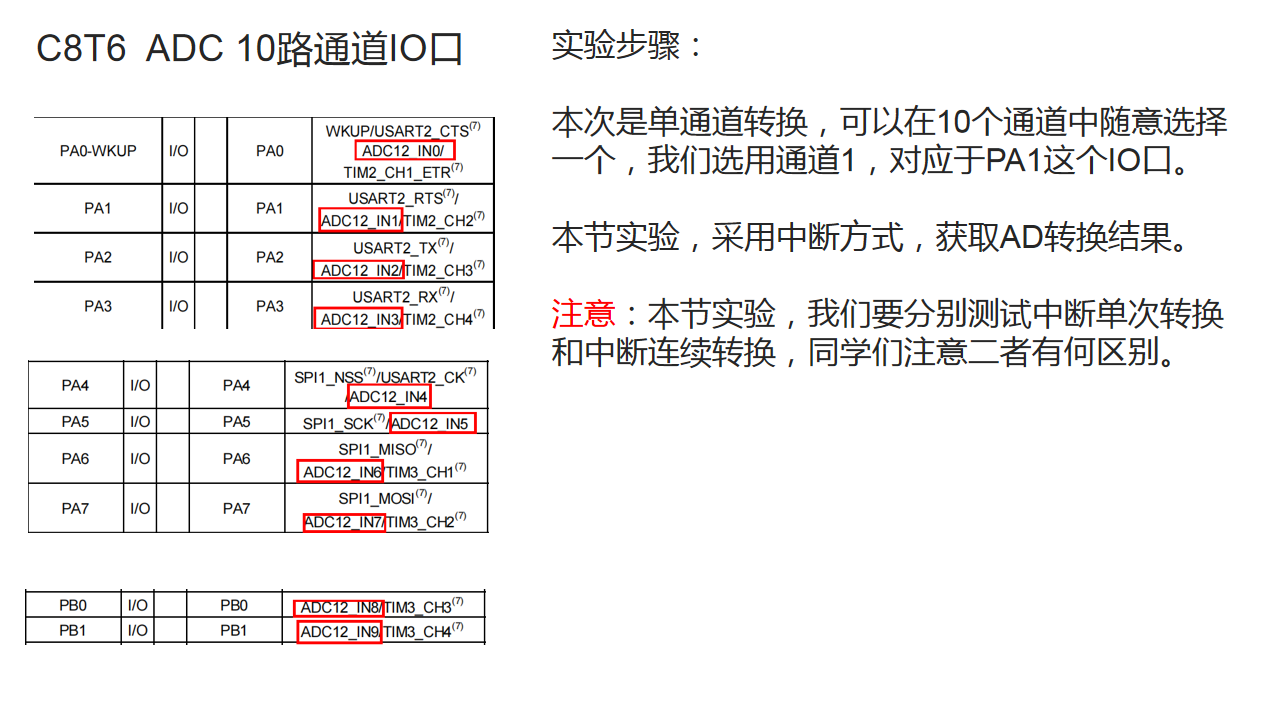 C8T6 ADC 10路通道IO口
PA0-WKUP I/O PA0 WKUP/USART2_CTS(7)
ADC12_IN0/
TIM2_CH1_ETR(7)
PA1 I/O PA1 USART2_RTS(7)/
ADC12_IN1/TIM2_CH2(7)
PA2 I/O PA2 USART2_TX(7)/
ADC12_IN2/TIM2_CH3(7)
PA3 I/O PA3 USART2_RX(7)/
ADC12_IN3/TIM2_CH4(7)
PA4 I/O PA4 SPI1_NSS(7)/USART2_CK(7)
/ADC12_IN4
PA5 I/O PA5 SPI1_SCK(7)/ADC12_IN5
PA6 I/O PA6 SPI1_MISO(7)/
ADC12_IN6/TIM3_CH1(7)
PA7 I/O PA7 SPI1_MOSI(7)/
ADC12_IN7/TIM3_CH2(7)
PB0 I/O PB0 ADC12_IN8/TIM3_CH3(7)
PB1 I/O PB1 ADC12_IN9/TIM3_CH4(7)
实验步骤：
本次是单通道转换，可以在10个通道中随意选择
一个，我们选用通道1，对应于PA1这个IO口。
本节实验，采用中断方式，获取AD转换结果。
注意：本节实验，我们要分别测试中断单次转换
和中断连续转换，同学们注意二者有何区别。